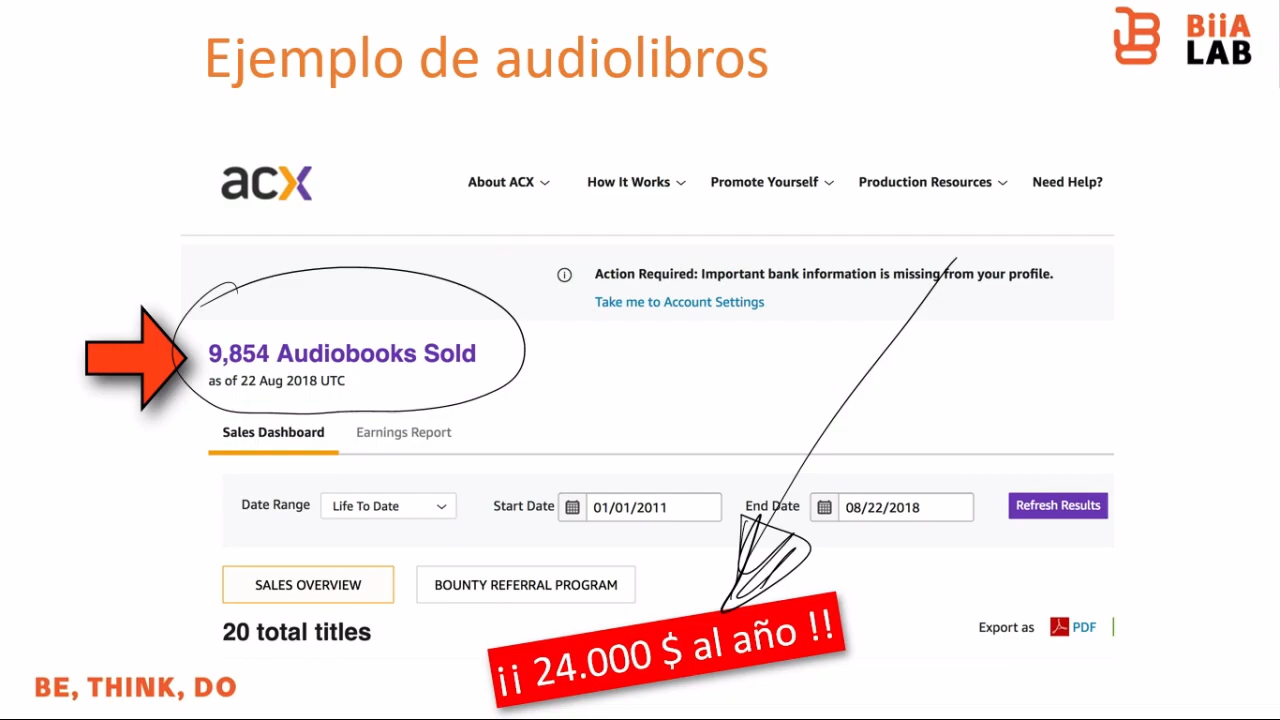 Ejemplo de audiolibros
BiiA
LAB
acx
About ACX
How It Works
Promote Yourself
Production Resources
Need Help?
Action Required: Important bank information is missing from your profile.
Take me to Account Settings
9,854 Audiobooks Sold
as of 22 Aug 2018 UTC
Sales Dashboard
Earnings Report
Date Range
Life To Date
Start Date
01/01/2011
End Date
08/22/2018
Refresh Results
SALES OVERVIEW
BOUNTY REFERRAL PROGRAM
20 total titles
¡¡ 24.000 $ al año !!
Export as
PDF
BE, THINK, DO